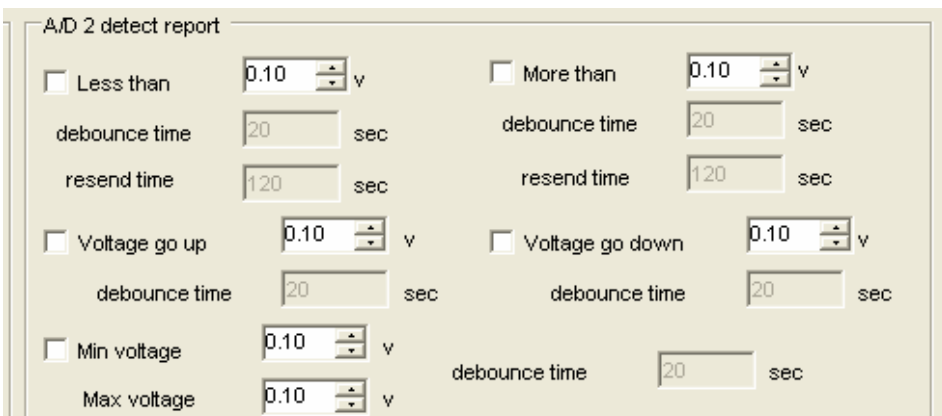 A/D 2 detect report
Less than 0.10 v More than 0.10 v
debounce time 20 sec debounce time 20 sec
resend time 120 sec resend time 120 sec
Voltage go up 0.10 v Voltage go down 0.10 v
debounce time 20 sec debounce time 20 sec
Min voltage 0.10 v
debounce time 20 sec
Max voltage 0.10 v